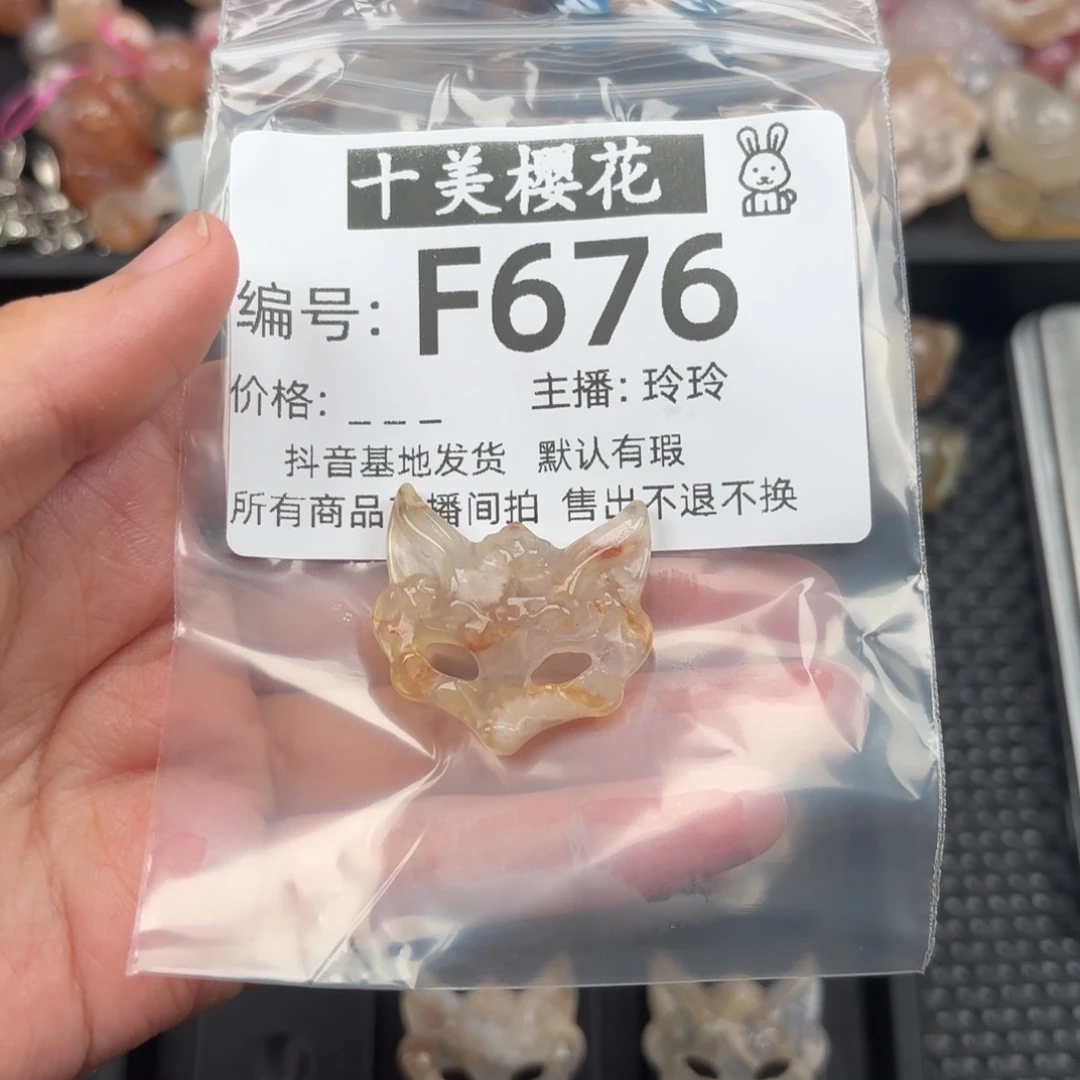 十美樱花
编号: F676
价格: _ _ _ 主播: 玲玲
抖音基地发货 默认有瑕
所有商品 播间拍 售出不退不换